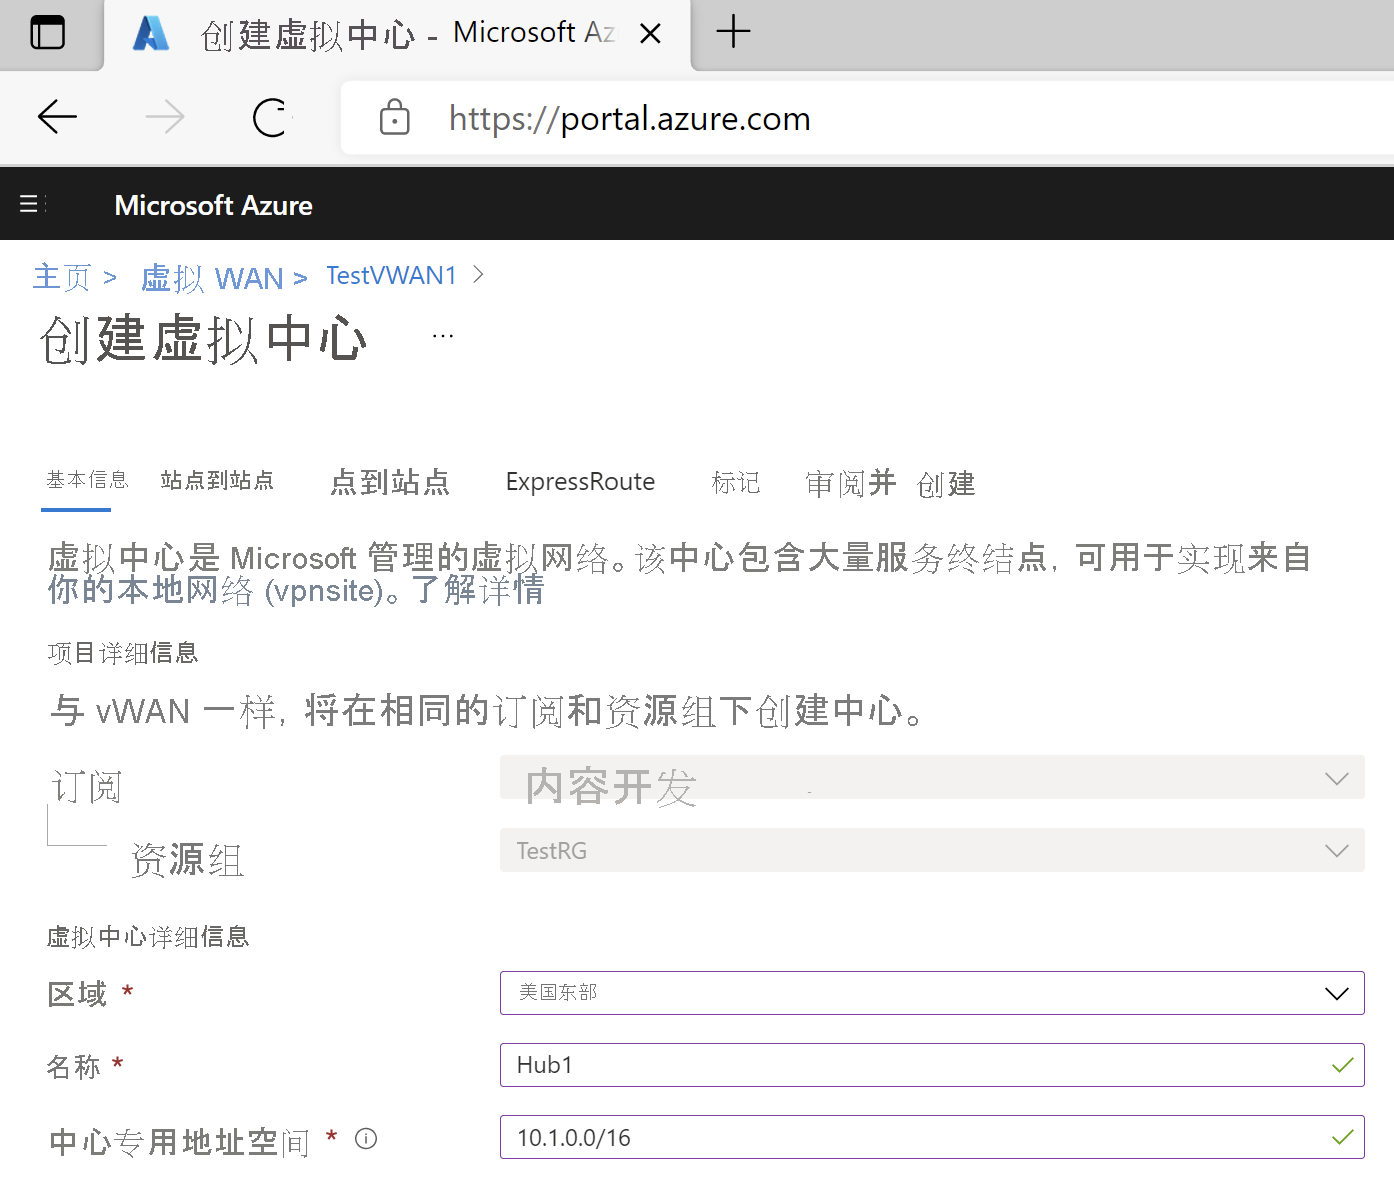 创建虚拟中心 - Microsoft Az
https://portal.azure.com
Microsoft Azure
主页 > 虚拟 WAN > TestVWAN1 >
创建虚拟中心 ...
基本信息 站点到站点 点到站点 ExpressRoute 标记 审阅并 创建
虚拟中心是 Microsoft 管理的虚拟网络。该中心包含大量服务终结点, 可用于实现来自
你的本地网络 (vpnsite)。了解详情
项目详细信息
与 vWAN 一样, 将在相同的订阅和资源组下创建中心。
订阅 内容开发
资源组 TestRG
虚拟中心详细信息
区域 * 美国东部
名称 * Hub1
中心专用地址空间 * 10.1.0.0/16